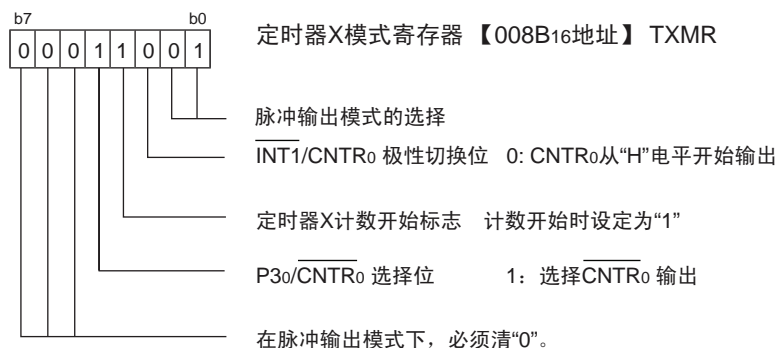 b7 b0
0 0 0 1 1 0 0 1
定时器X模式寄存器 【008B16地址】 TXMR
脉冲输出模式的选择
INT1/CNTR0 极性切换位 0: CNTR0从“H”电平开始输出
定时器X计数开始标志 计数开始时设定为“1”
P30/CNTR0 选择位 1：选择CNTR0 输出
在脉冲输出模式下，必须清“0”。